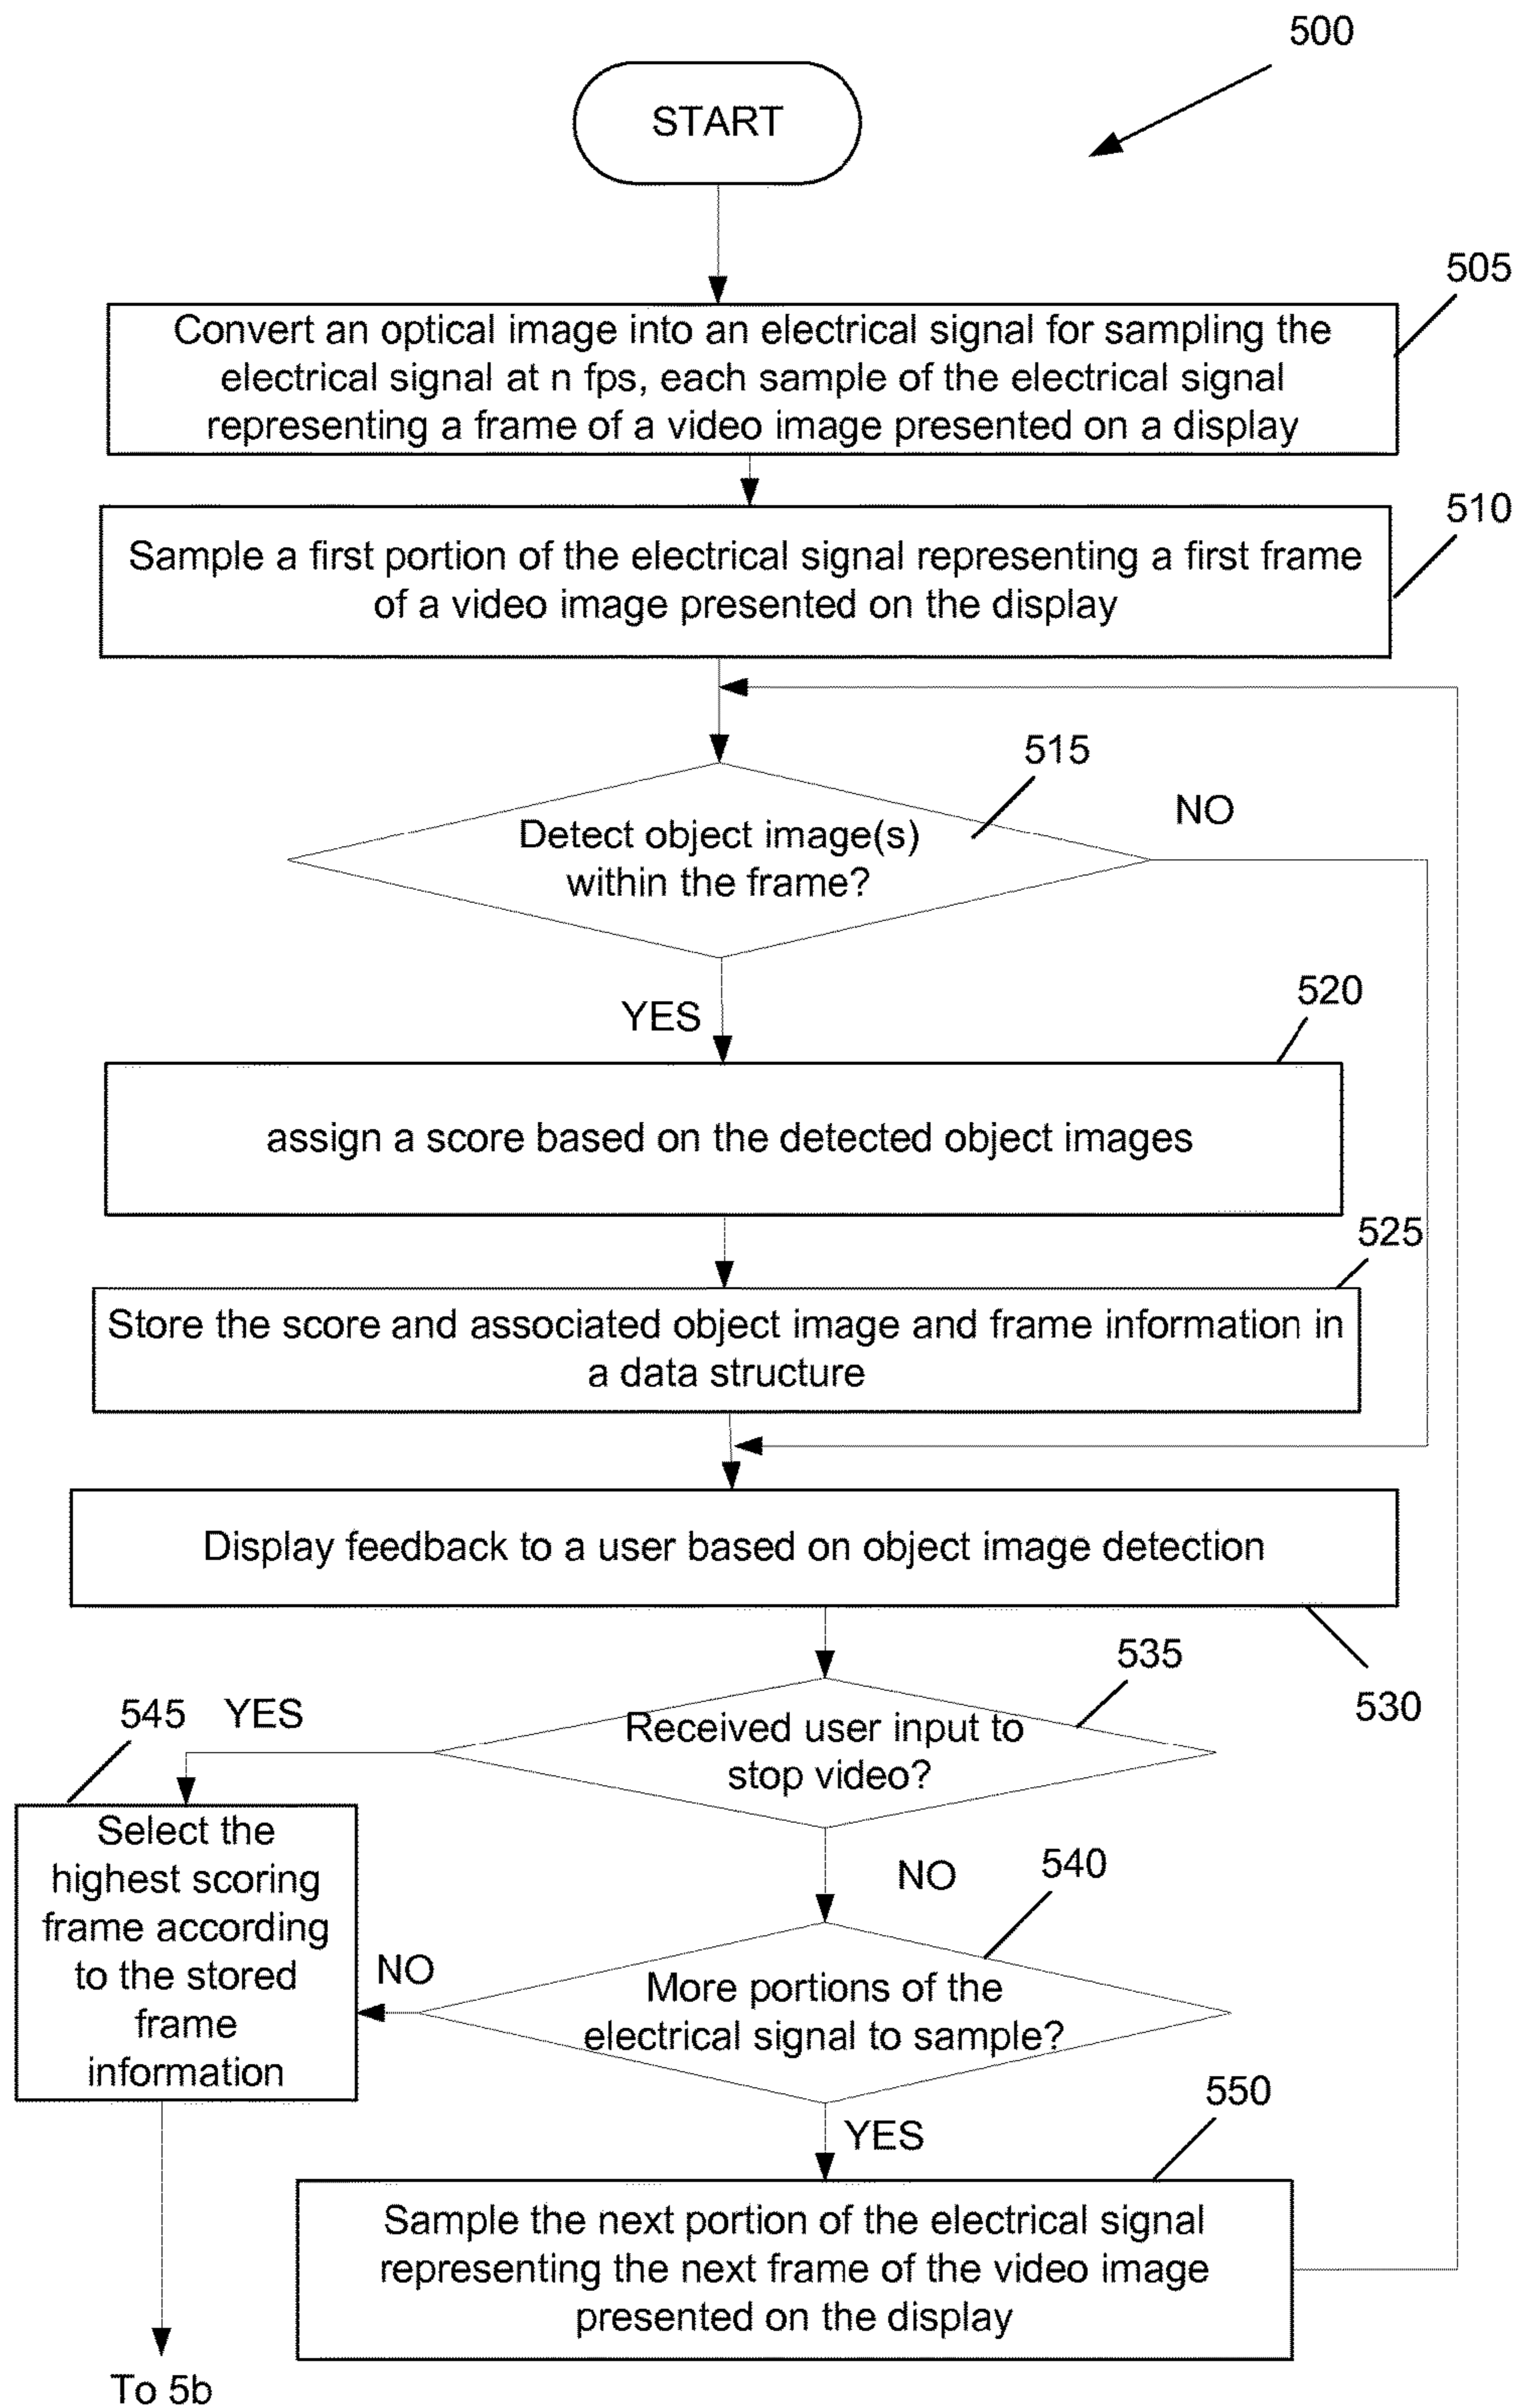 500
START
505
Convert an optical image into an electrical signal for sampling the
electrical signal at n fps, each sample of the electrical signal
representing a frame of a video image presented on a display
510
Sample a first portion of the electrical signal representing a first frame
of a video image presented on the display
515
NO
Detect object image(s)
within the frame?
YES
520
assign a score based on the detected object images
525
Store the score and associated object image and frame information in
a data structure
Display feedback to a user based on object image detection
530
535
545
YES
Received user input to
stop video?
Select the
highest scoring
frame according
to the stored
frame
information
NO
540
NO
More portions of the
electrical signal to sample?
YES
550
Sample the next portion of the electrical signal
representing the next frame of the video image
presented on the display
To 5b